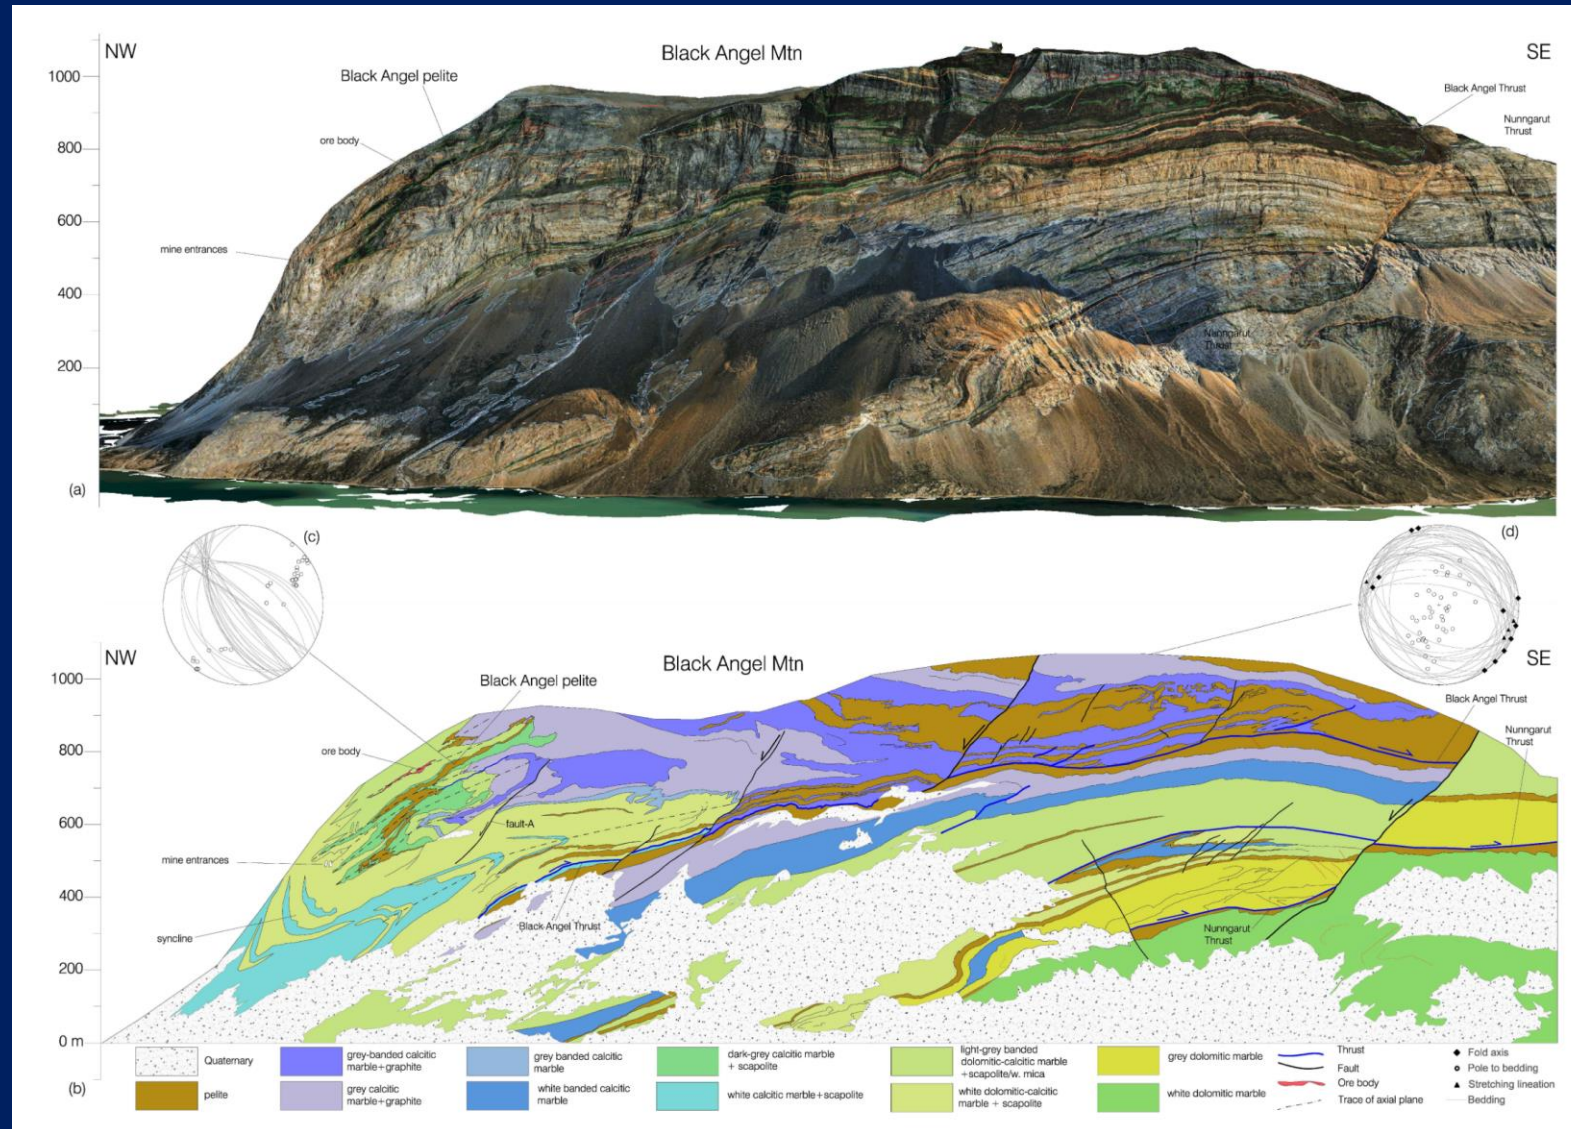 NW
Black Angel Mtn
SE
Black Angel pelite
ore body
mine entrances
Black Angel Thrust
Nunngarut
Thrust
Nunngarut
Thrust
1000
800
600
400
200
(a)
(c)
(d)
NW
Black Angel Mtn
SE
Black Angel pelite
ore body
fault-A
mine entrances
syncline
Black Angel Thrust
Black Angel Thrust
Nunngarut
Thrust
Nunngarut
Thrust
1000
800
600
400
200
0 m
(b)
Quaternary
pelite
grey-banded calcitic
marble+graphite
grey calcitic
marble+graphite
grey banded calcitic
marble
white banded calcitic
marble
dark-grey calcitic marble
+ scapolite
white calcitic marble+scapolite
light-grey banded
dolomitic-calcitic marble
+scapolite/w. mica
white dolomitic-calcitic
marble + scapolite
grey dolomitic marble
white dolomitic marble
Thrust
Fault
Ore body
Trace of axial plane
Fold axis
Pole to bedding
Stretching lineation
Bedding